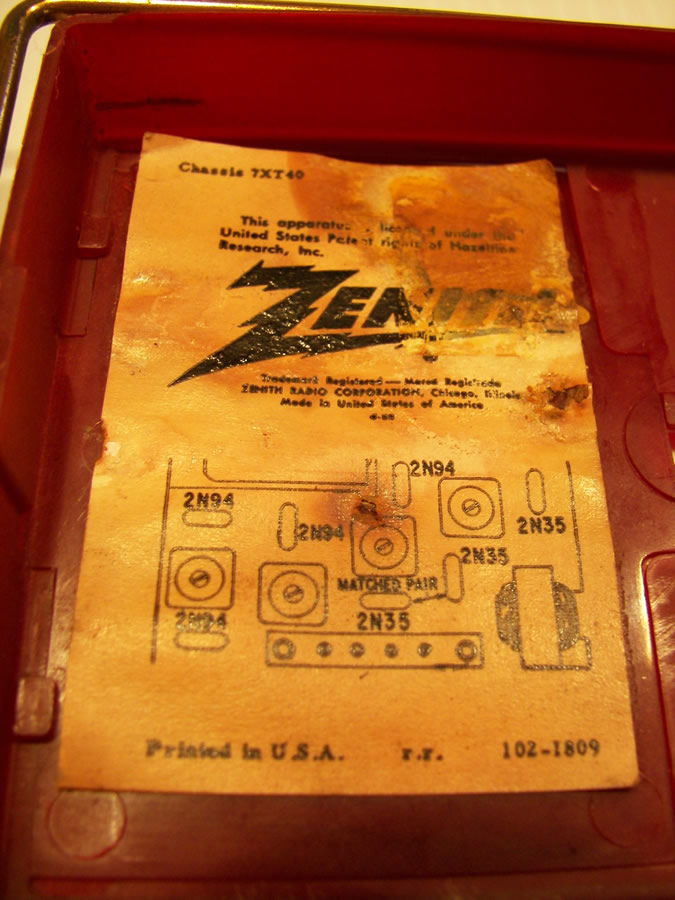 Chassis 7XT40
This apparatus is licensed under the
United States Patent rights of Hazeltine
Research, Inc.
ZENITH
Trademark Registered — Marca Registrada
ZENITH RADIO CORPORATION, Chicago, Illinois
Made in United States of America
2N94
2N94
2N94
2N35
2N35
MATCHED PAIR
2N94
2N35
Printed in U.S.A. r.r. 102-1809